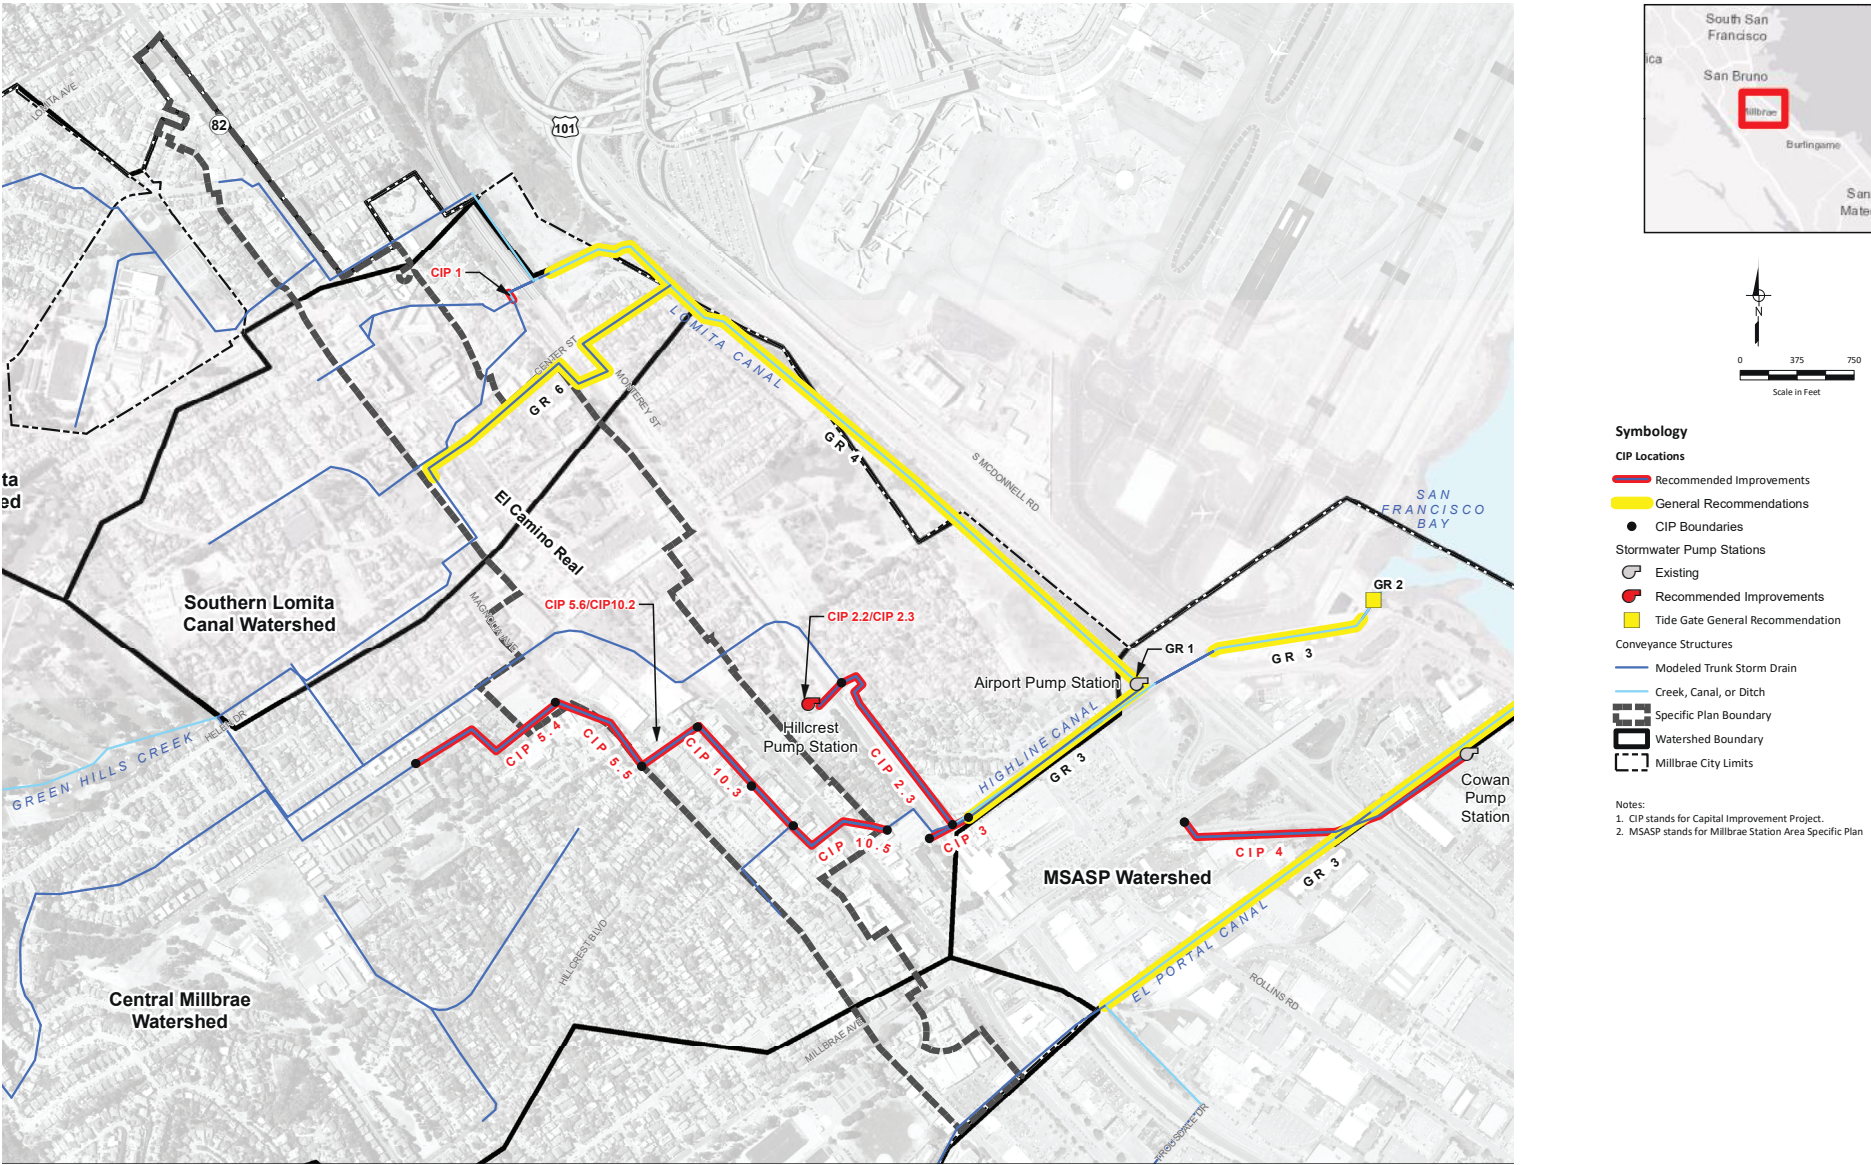 LOMITA AVE
82
101
CIP 1
CENTER ST
GR 6
MONTEREY ST
LOMITA CANAL
GR 4
S MCDONNELL RD
SAN
FRANCISCO
BAY
ta
ed
El Camino Real
Southern Lomita
Canal Watershed
MAGNOLIA AVE
CIP 5.6/CIP10.2
CIP 2.2/CIP 2.3
GR 1
GR 2
GR 3
Airport Pump Station
Hillcrest
Pump Station
HELEN DR
GREEN HILLS CREEK
CIP 5.4
CIP 5.5
CIP 10.3
CIP 2.3
HIGHLINE CANAL
GR 3
Cowan
Pump
Station
CIP 10.5
CIP 3
CIP 4
GR 3
MSASP Watershed
EL PORTAL CANAL
HILLCREST BLVD
ROLLINS RD
Central Millbrae
Watershed
MILLBRAE AVE
TROUSDALE DR
South San
Francisco
ica
San Bruno
Millbrae
Burlingame
San
Mate
N
0 375 750
Scale in Feet
Symbology
CIP Locations
Recommended Improvements
General Recommendations
CIP Boundaries
Stormwater Pump Stations
Existing
Recommended Improvements
Tide Gate General Recommendation
Conveyance Structures
Modeled Trunk Storm Drain
Creek, Canal, or Ditch
Specific Plan Boundary
Watershed Boundary
Millbrae City Limits
Notes:
1. CIP stands for Capital Improvement Project.
2. MSASP stands for Millbrae Station Area Specific Plan